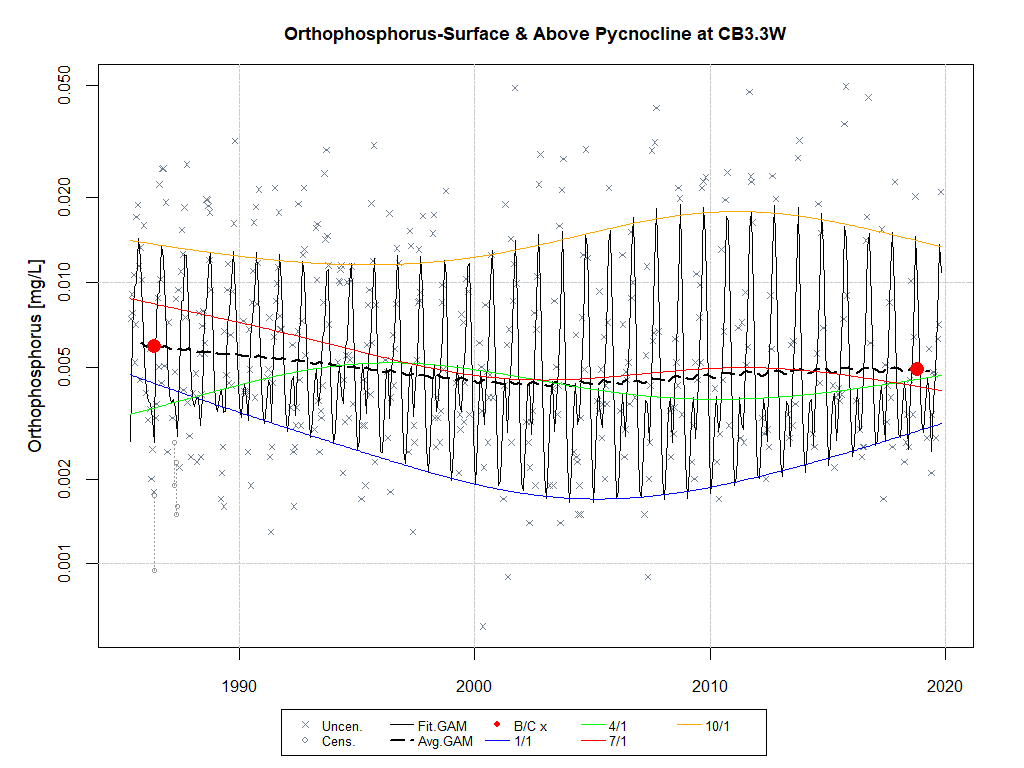 Orthophosphorus-Surface & Above Pycnocline at CB3.3W
Orthophosphorus [mg/L]
0.050
0.020
0.010
0.005
0.002
0.001
1990 2000 2010 2020
Uncen. Fit.GAM B/C x 4/1 10/1
Cens. Avg.GAM 1/1 7/1